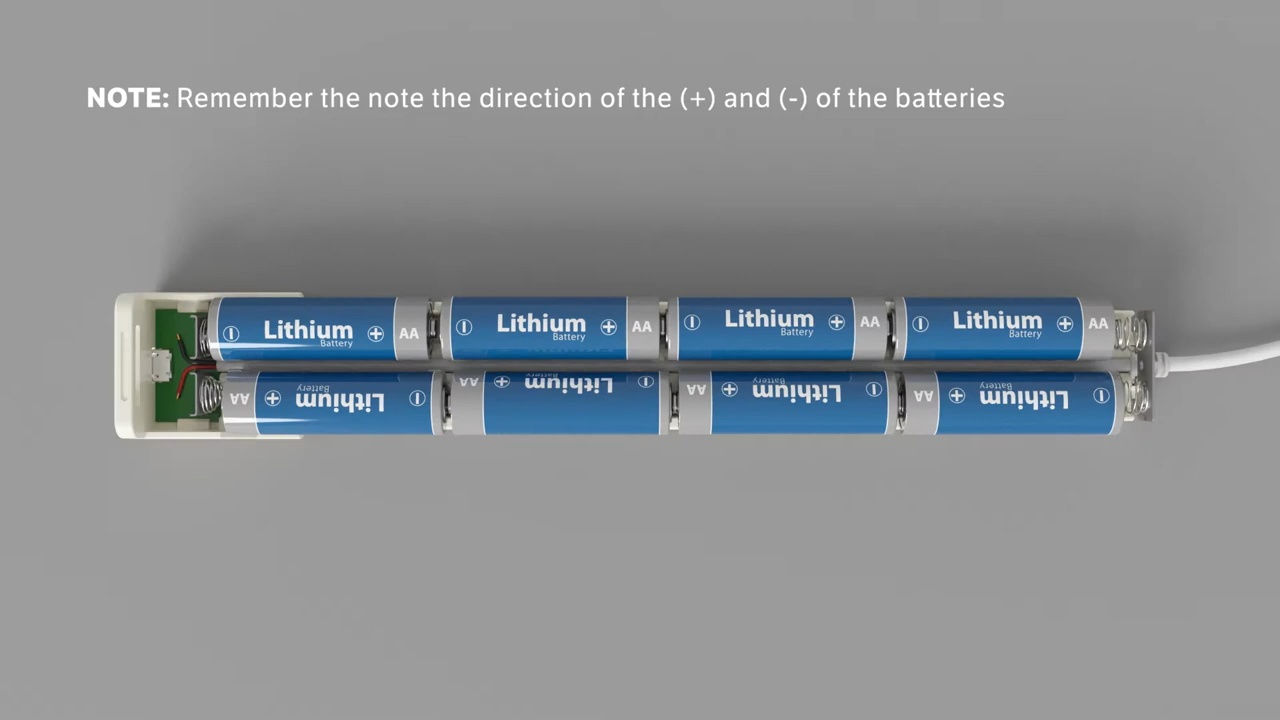 NOTE: Remember the note the direction of the (+) and (-) of the batteries
Lithium Battery + AA
Lithium Battery + AA
Lithium Battery + AA
Lithium Battery + AA
AA + Lithium Battery
AA + Lithium Battery
AA + Lithium Battery
AA + Lithium Battery